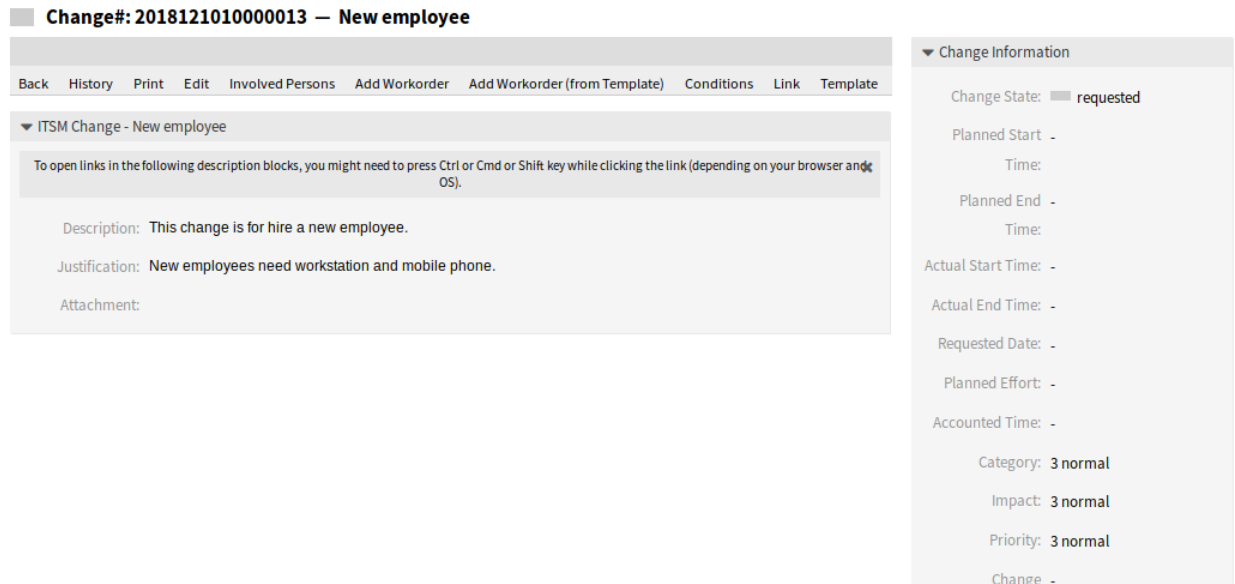 Change#: 2018121010000013 — New employee
Back History Print Edit Involved Persons Add Workorder Add Workorder (from Template) Conditions Link Template
ITSM Change - New employee
To open links in the following description blocks, you might need to press Ctrl or Cmd or Shift key while clicking the link (depending on your browser and
OS).
Description: This change is for hire a new employee.
Justification: New employees need workstation and mobile phone.
Attachment:
Change Information
Change State: requested
Planned Start -
Time:
Planned End -
Time:
Actual Start Time: -
Actual End Time: -
Requested Date: -
Planned Effort: -
Accounted Time: -
Category: 3 normal
Impact: 3 normal
Priority: 3 normal
Change -